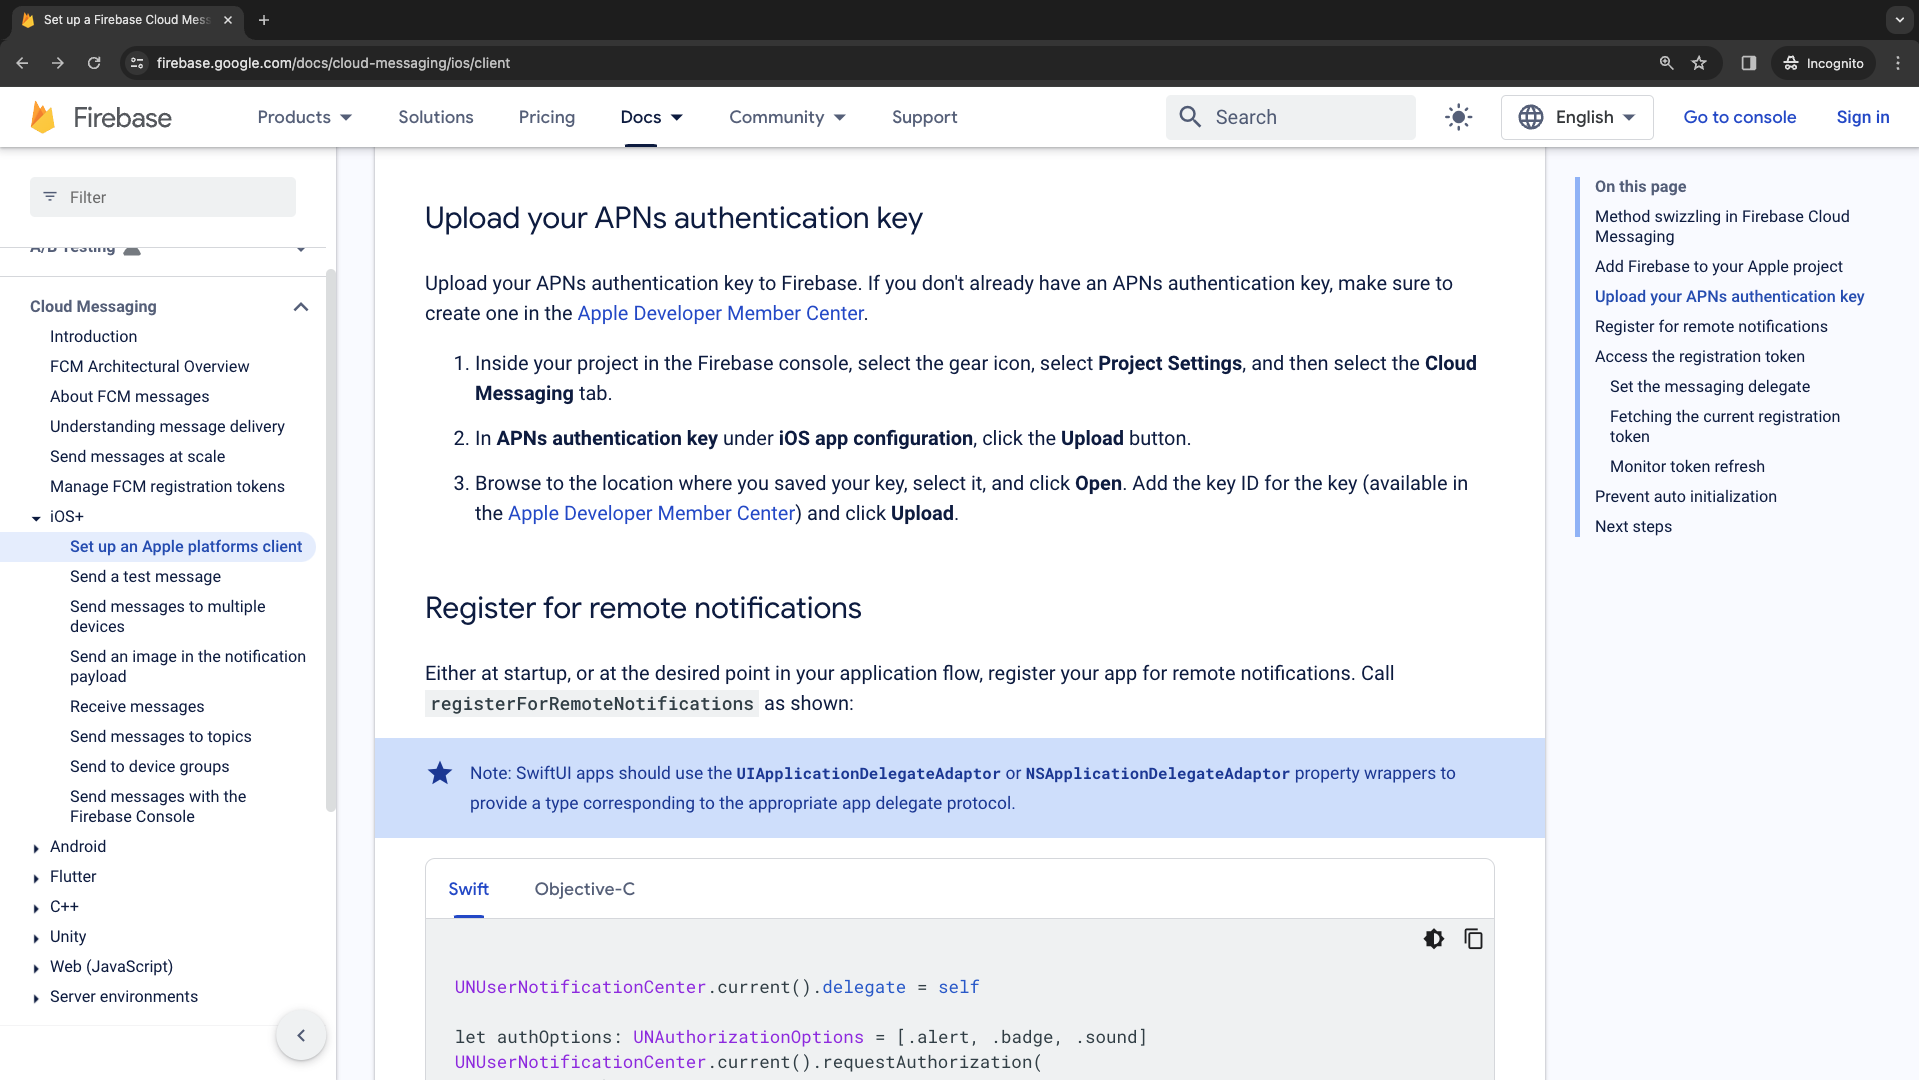 Set up a Firebase Cloud Mess
firebase.google.com/docs/cloud-messaging/ios/client
Incognito
Firebase
Products
Solutions
Pricing
Docs
Community
Support
Search
English
Go to console
Sign in
Filter
A/B Testing
Cloud Messaging
Introduction
FCM Architectural Overview
About FCM messages
Understanding message delivery
Send messages at scale
Manage FCM registration tokens
iOS+
Set up an Apple platforms client
Send a test message
Send messages to multiple
devices
Send an image in the notification
payload
Receive messages
Send messages to topics
Send to device groups
Send messages with the
Firebase Console
Android
Flutter
C++
Unity
Web (JavaScript)
Server environments
Upload your APNs authentication key
Upload your APNs authentication key to Firebase. If you don't already have an APNs authentication key, make sure to
create one in the Apple Developer Member Center.
1. Inside your project in the Firebase console, select the gear icon, select Project Settings, and then select the Cloud
Messaging tab.
2. In APNs authentication key under iOS app configuration, click the Upload button.
3. Browse to the location where you saved your key, select it, and click Open. Add the key ID for the key (available in
the Apple Developer Member Center) and click Upload.
Register for remote notifications
Either at startup, or at the desired point in your application flow, register your app for remote notifications. Call
registerForRemoteNotifications as shown:
Note: SwiftUI apps should use the UIApplicationDelegateAdaptor or NSApplicationDelegateAdaptor property wrappers to
provide a type corresponding to the appropriate app delegate protocol.
Swift
Objective-C
UNUserNotificationCenter.current().delegate = self
let authOptions: UNAuthorizationOptions = [.alert, .badge, .sound]
UNUserNotificationCenter.current().requestAuthorization(
On this page
Method swizzling in Firebase Cloud
Messaging
Add Firebase to your Apple project
Upload your APNs authentication key
Register for remote notifications
Access the registration token
Set the messaging delegate
Fetching the current registration
token
Monitor token refresh
Prevent auto initialization
Next steps